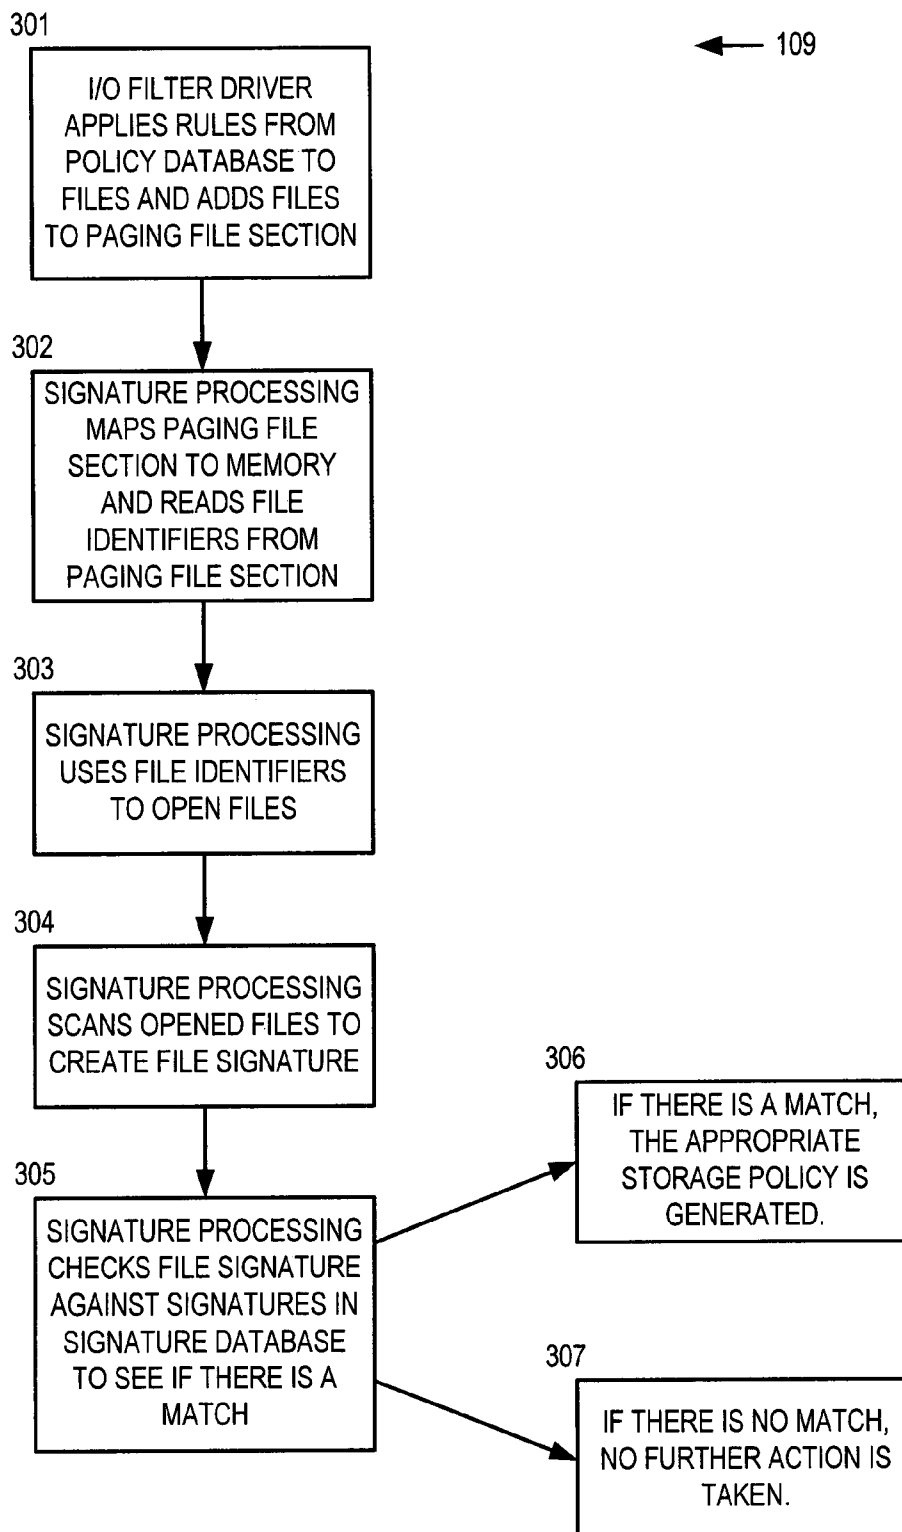 301
109
I/O FILTER DRIVER
APPLIES RULES FROM
POLICY DATABASE TO
FILES AND ADDS FILES
TO PAGING FILE SECTION
302
SIGNATURE PROCESSING
MAPS PAGING FILE
SECTION TO MEMORY
AND READS FILE
IDENTIFIERS FROM
PAGING FILE SECTION
303
SIGNATURE PROCESSING
USES FILE IDENTIFIERS
TO OPEN FILES
304
SIGNATURE PROCESSING
SCANS OPENED FILES TO
CREATE FILE SIGNATURE
305
SIGNATURE PROCESSING
CHECKS FILE SIGNATURE
AGAINST SIGNATURES IN
SIGNATURE DATABASE
TO SEE IF THERE IS A
MATCH
306
IF THERE IS A MATCH,
THE APPROPRIATE
STORAGE POLICY IS
GENERATED.
307
IF THERE IS NO MATCH,
NO FURTHER ACTION IS
TAKEN.